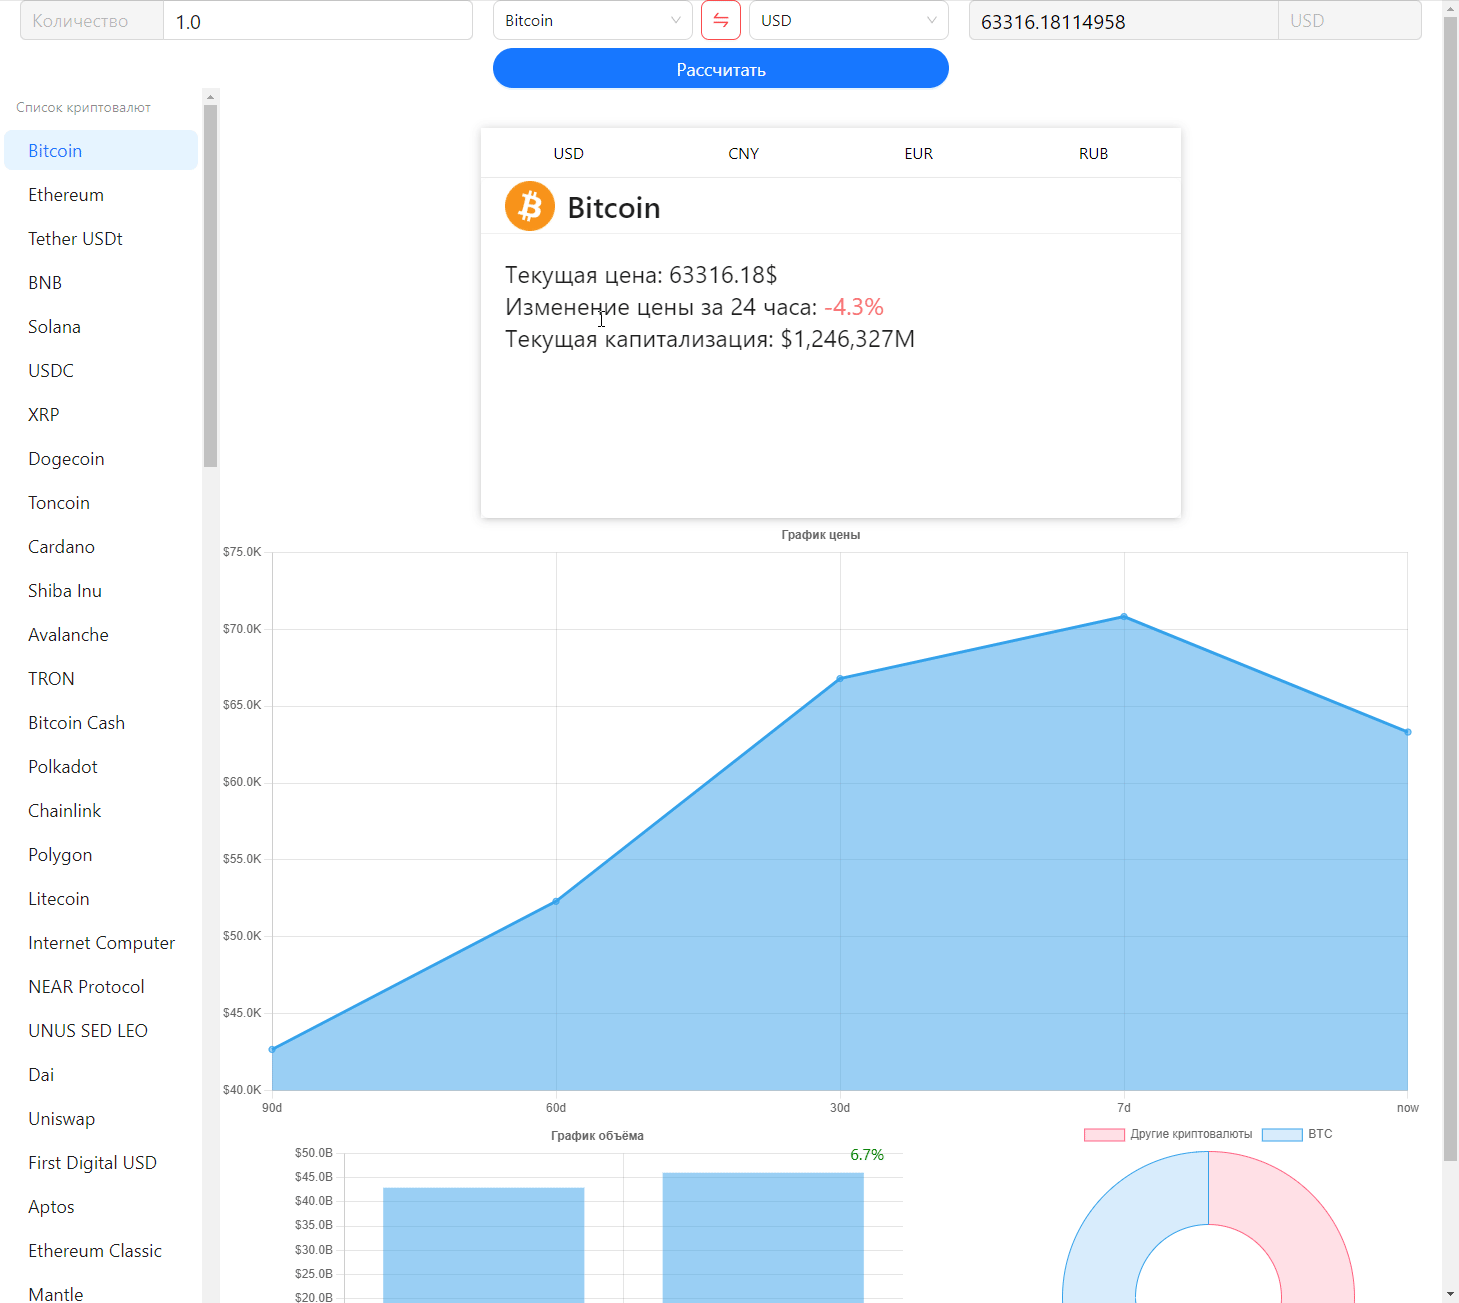 Количество
1.0
Bitcoin
USD
63316.18114958
USD
Рассчитать
Список криптовалют
Bitcoin
Ethereum
Tether USDt
BNB
Solana
USDC
XRP
Dogecoin
Toncoin
Cardano
Shiba Inu
Avalanche
TRON
Bitcoin Cash
Polkadot
Chainlink
Polygon
Litecoin
Internet Computer
NEAR Protocol
UNUS SED LEO
Dai
Uniswap
First Digital USD
Aptos
Ethereum Classic
Mantle
USD CNY EUR RUB
Bitcoin
Текущая цена: 63316.18$
Изменение цены за 24 часа: -4.3%
Текущая капитализация: $1,246,327M
График цены
$75.0K
$70.0K
$65.0K
$60.0K
$55.0K
$50.0K
$45.0K
$40.0K
90d 60d 30d 7d now
График объёма
6.7%
$50.0B
$45.0B
$40.0B
$35.0B
$30.0B
$25.0B
$20.0B
Другие криптовалюты BTC